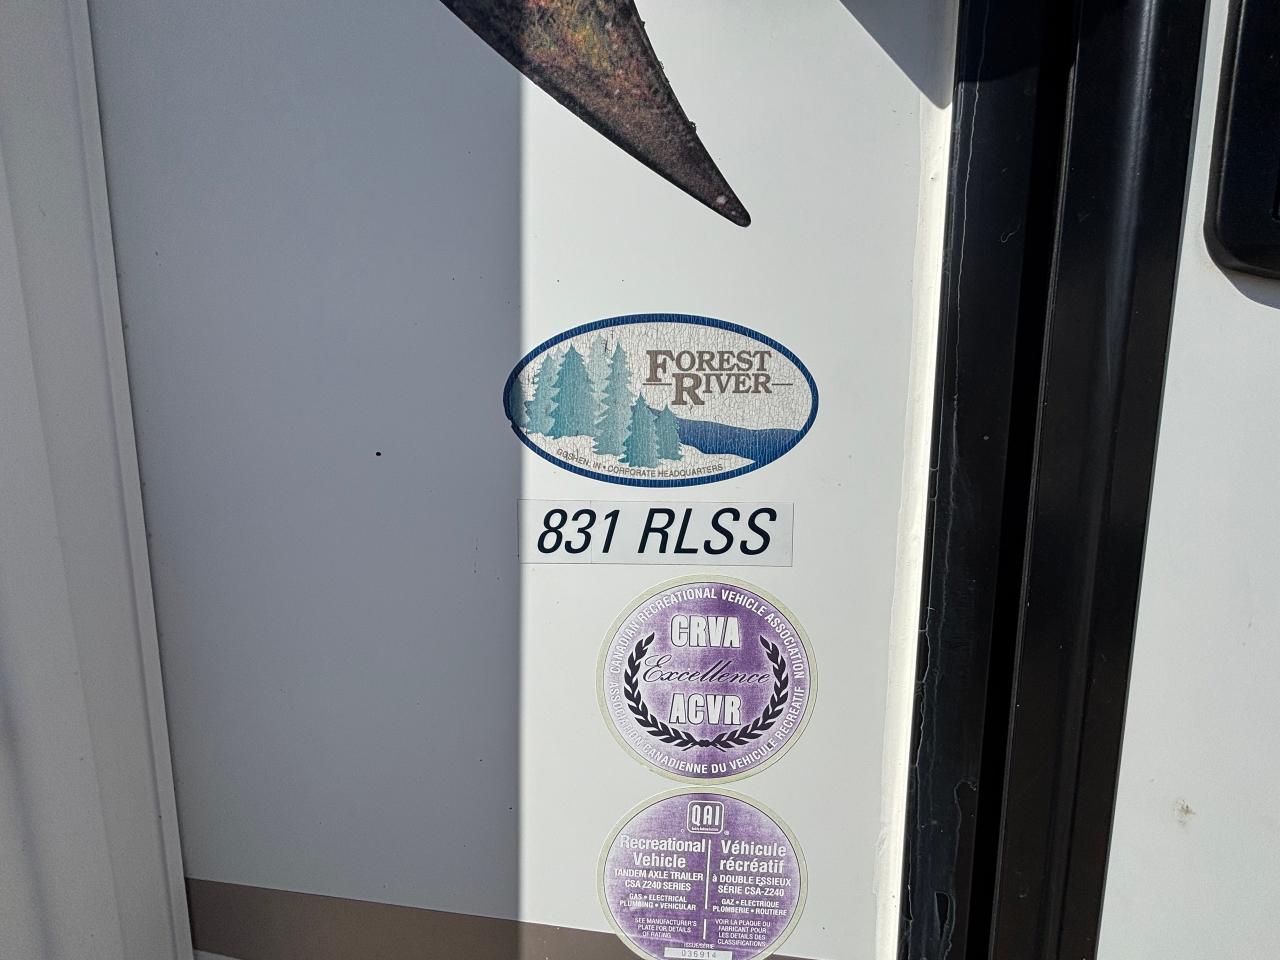 FOREST
RIVER
GOSHEN, IN • CORPORATE HEADQUARTERS
831 RLSS
CANADIAN RECREATIONAL VEHICLE ASSOCIATION
CRVA
Excellence
ACVR
ASSOCIATION CANADIENNE DU VEHICULE RECREATIF
QAI
®
Recreational
Vehicle
TANDEM AXLE TRAILER
CSA Z240 SERIES
GAS • ELECTRICAL
PLUMBING • VEHICULAR
SEE MANUFACTURER'S
PLATE FOR DETAILS
OF RATING
Véhicule
récréatif
à DOUBLE ESSIEUX
SÉRIE CSA-Z240
GAZ • ELECTRIQUE
PLOMBERIE • ROUTIERE
VOIR LA PLAQUE DU
FABRICANT POUR
LES DETAILS DES
CLASSIFICATIONS
ISSUE/SERIE
036914